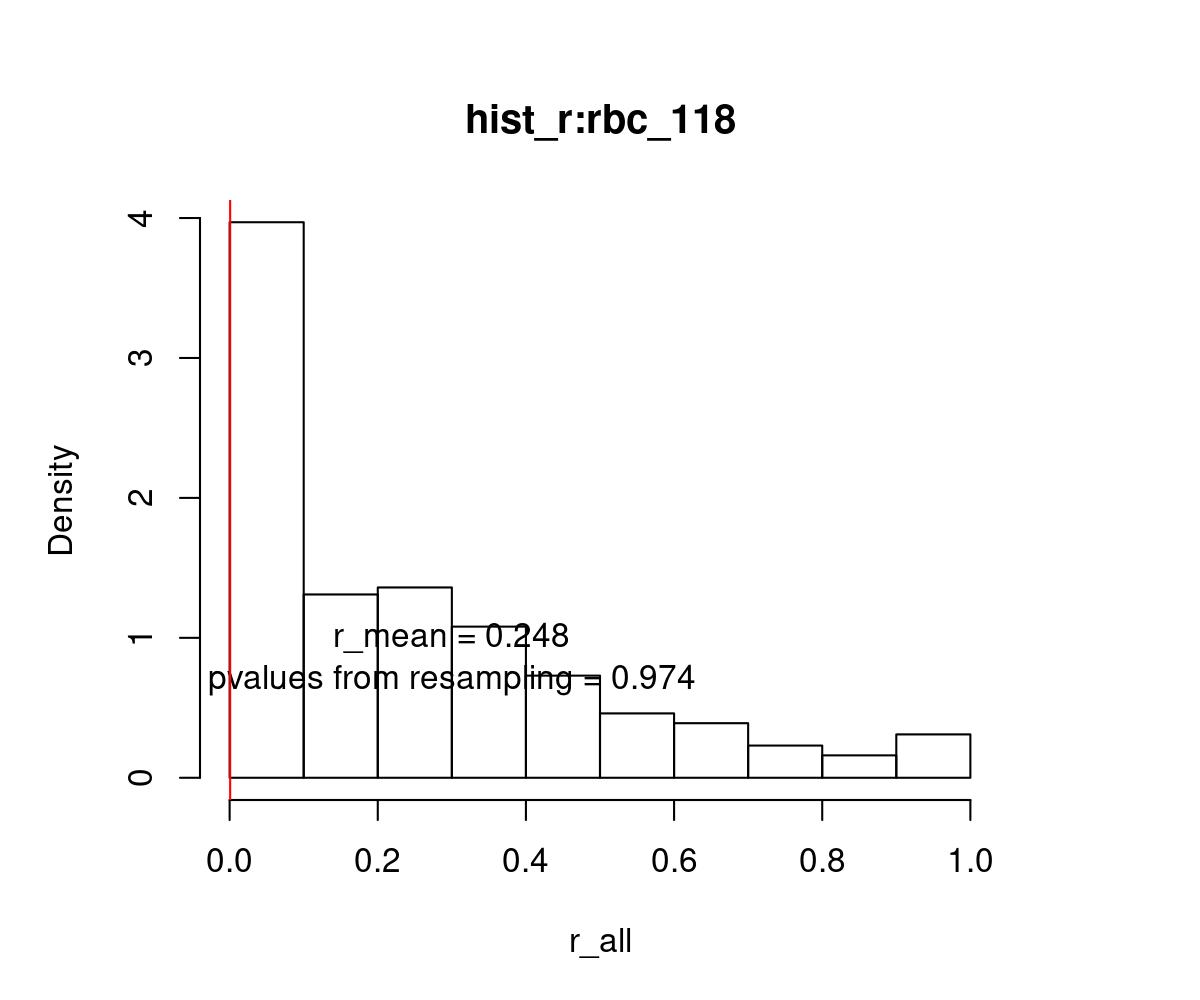 hist_r:rbc_118
4
3
2
1
0
Density
r_mean = 0.248
pvalues from resampling = 0.974
0.0 0.2 0.4 0.6 0.8 1.0
r_all